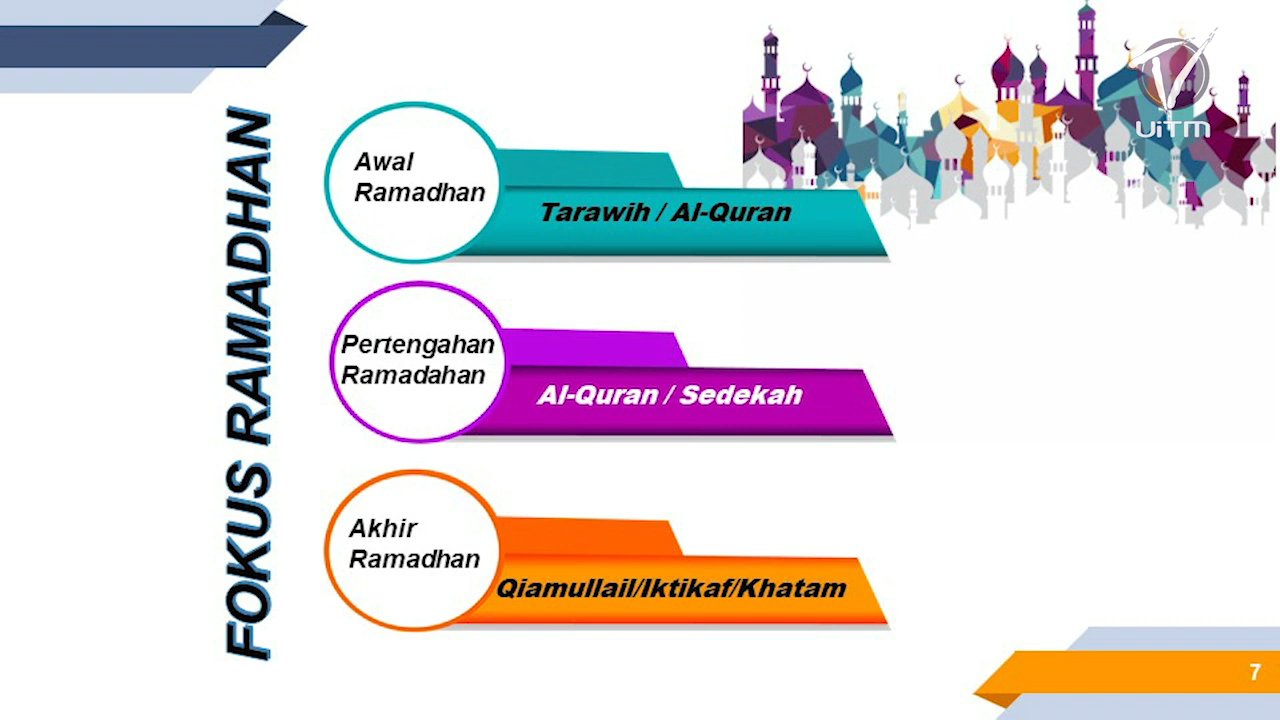 FOKUS RAMADHAN
Awal
Ramadhan
Tarawih / Al-Quran
Pertengahan
Ramadahan
Al-Quran / Sedekah
Akhir
Ramadhan
Qiamullail/Iktikaf/Khatam
UiTM
7